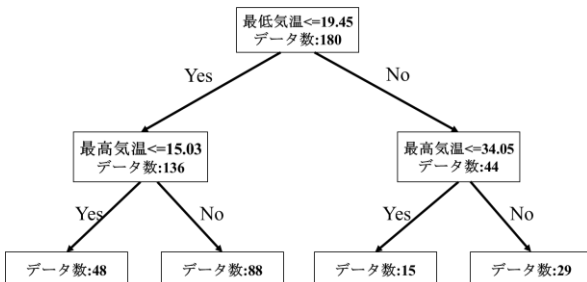 最低気温<=19.45
データ数:180
Yes
No
最高気温<=15.03
データ数:136
最高気温<=34.05
データ数:44
Yes
No
Yes
No
データ数:48
データ数:88
データ数:15
データ数:29